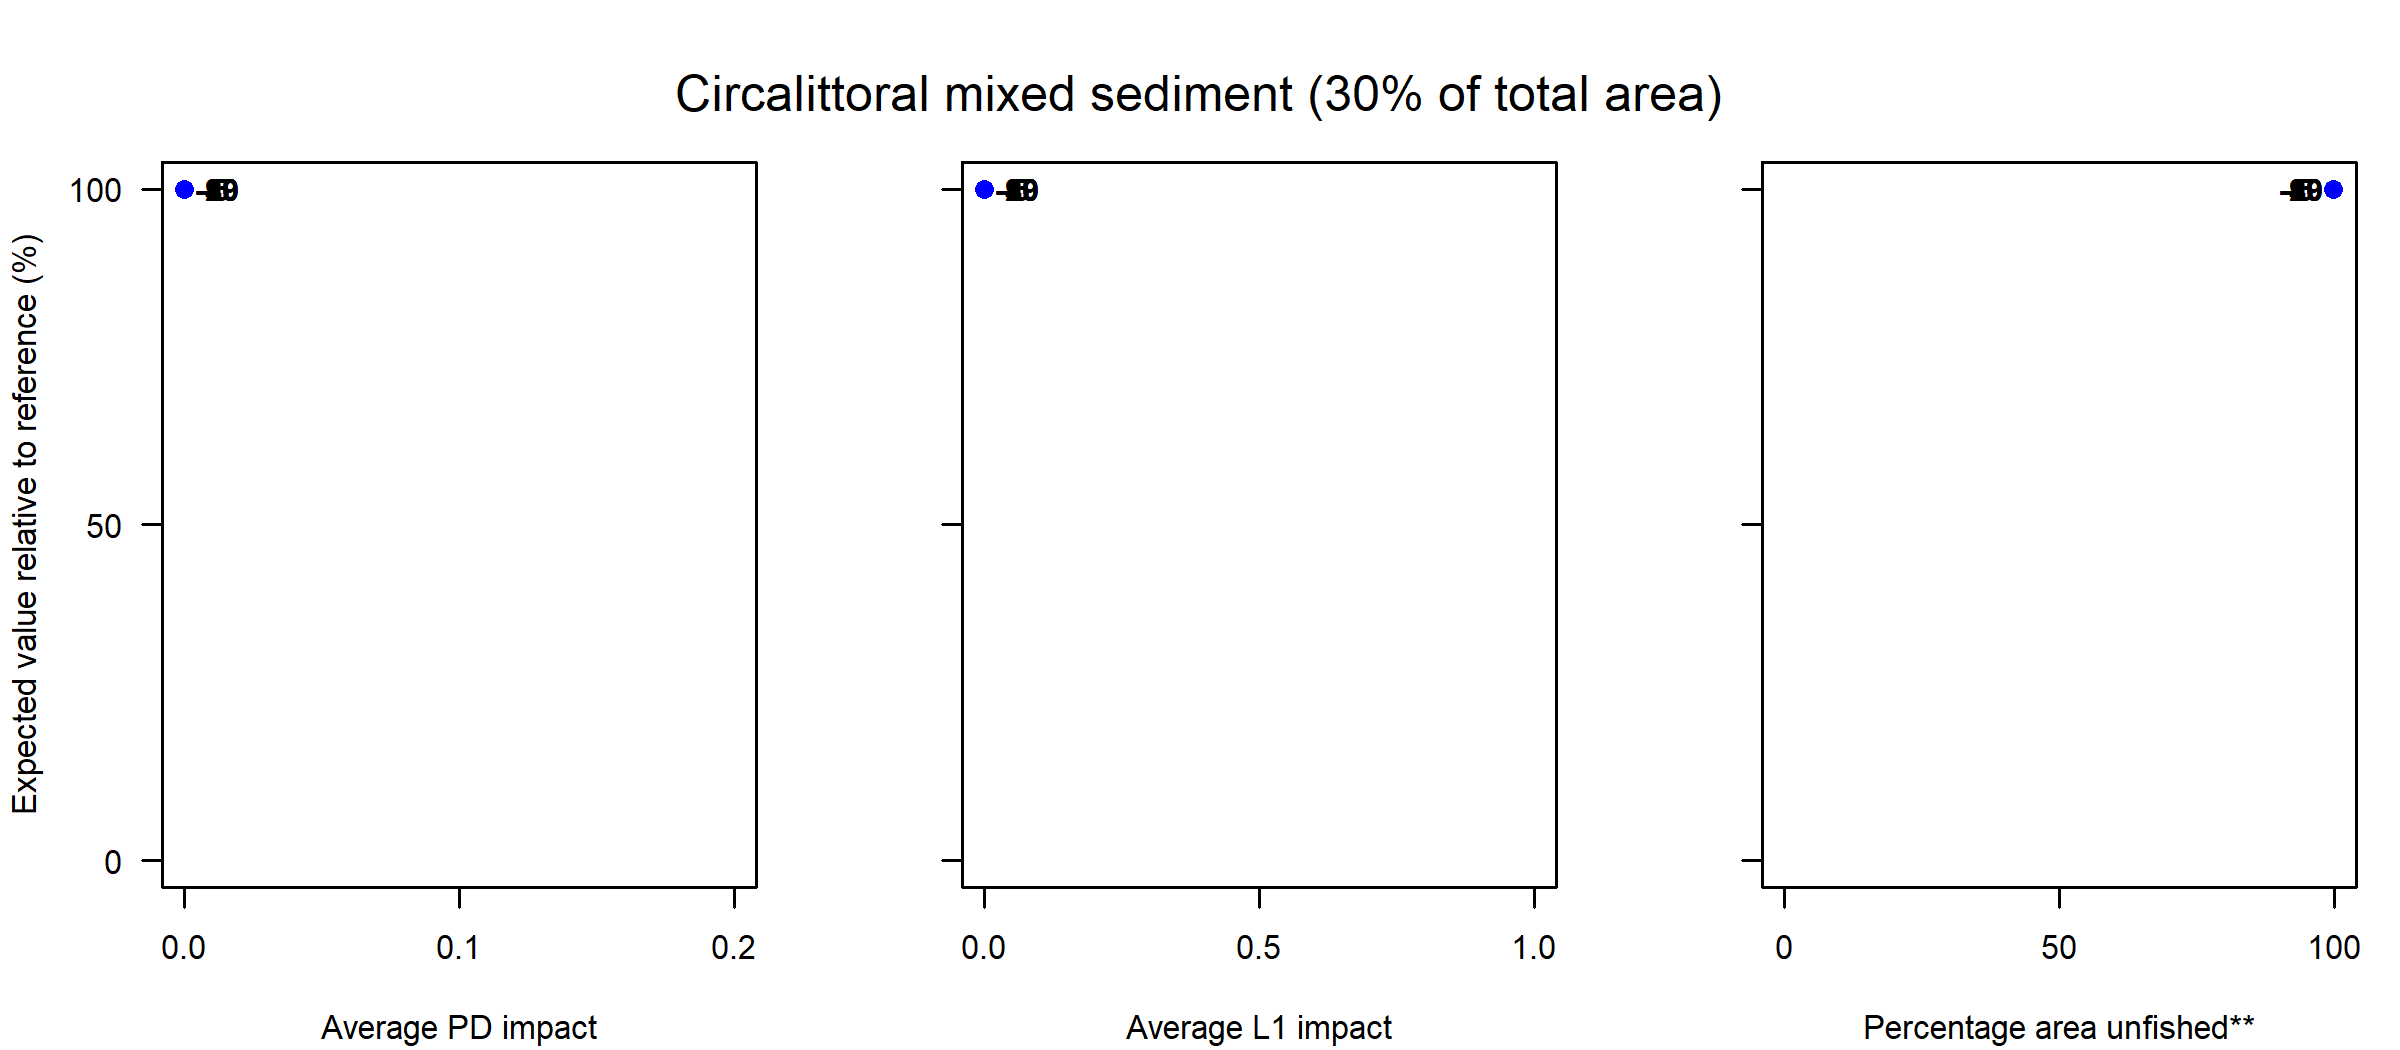 Circalittoral mixed sediment (30% of total area)
Expected value relative to reference (%)
100
50
0
0.0 0.1 0.2
Average PD impact
0.0 0.5 1.0
Average L1 impact
0 50 100
Percentage area unfished**